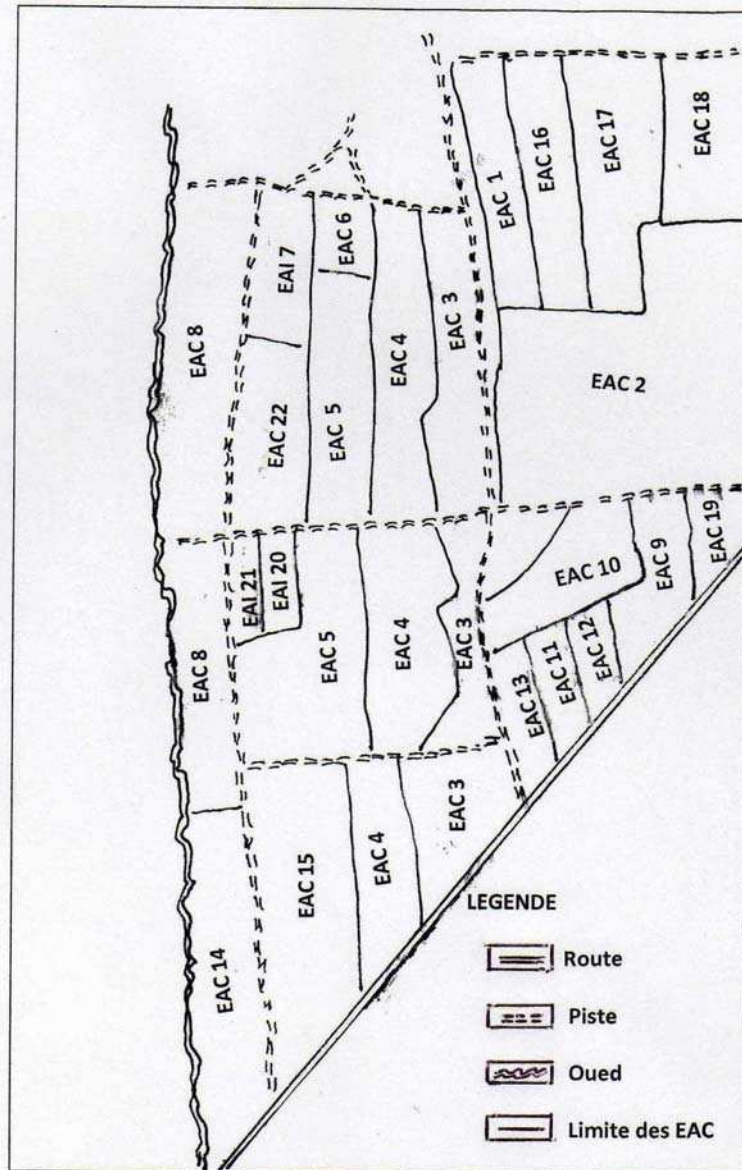 EAC 18
EAC 17
EAC 16
EAC 1
EAC 6
EAI 7
EAC 3
EAC 4
EAC 8
EAC 2
EAC 5
EAC 22
EAC 19
EAC 9
EAC 10
EAI 21
EAI 20
EAC 12
EAC 11
EAC 13
EAC 3
EAC 4
EAC 5
EAC 8
EAC 3
EAC 4
EAC 15
EAC 14
LEGENDE
Route
Piste
Oued
Limite des EAC